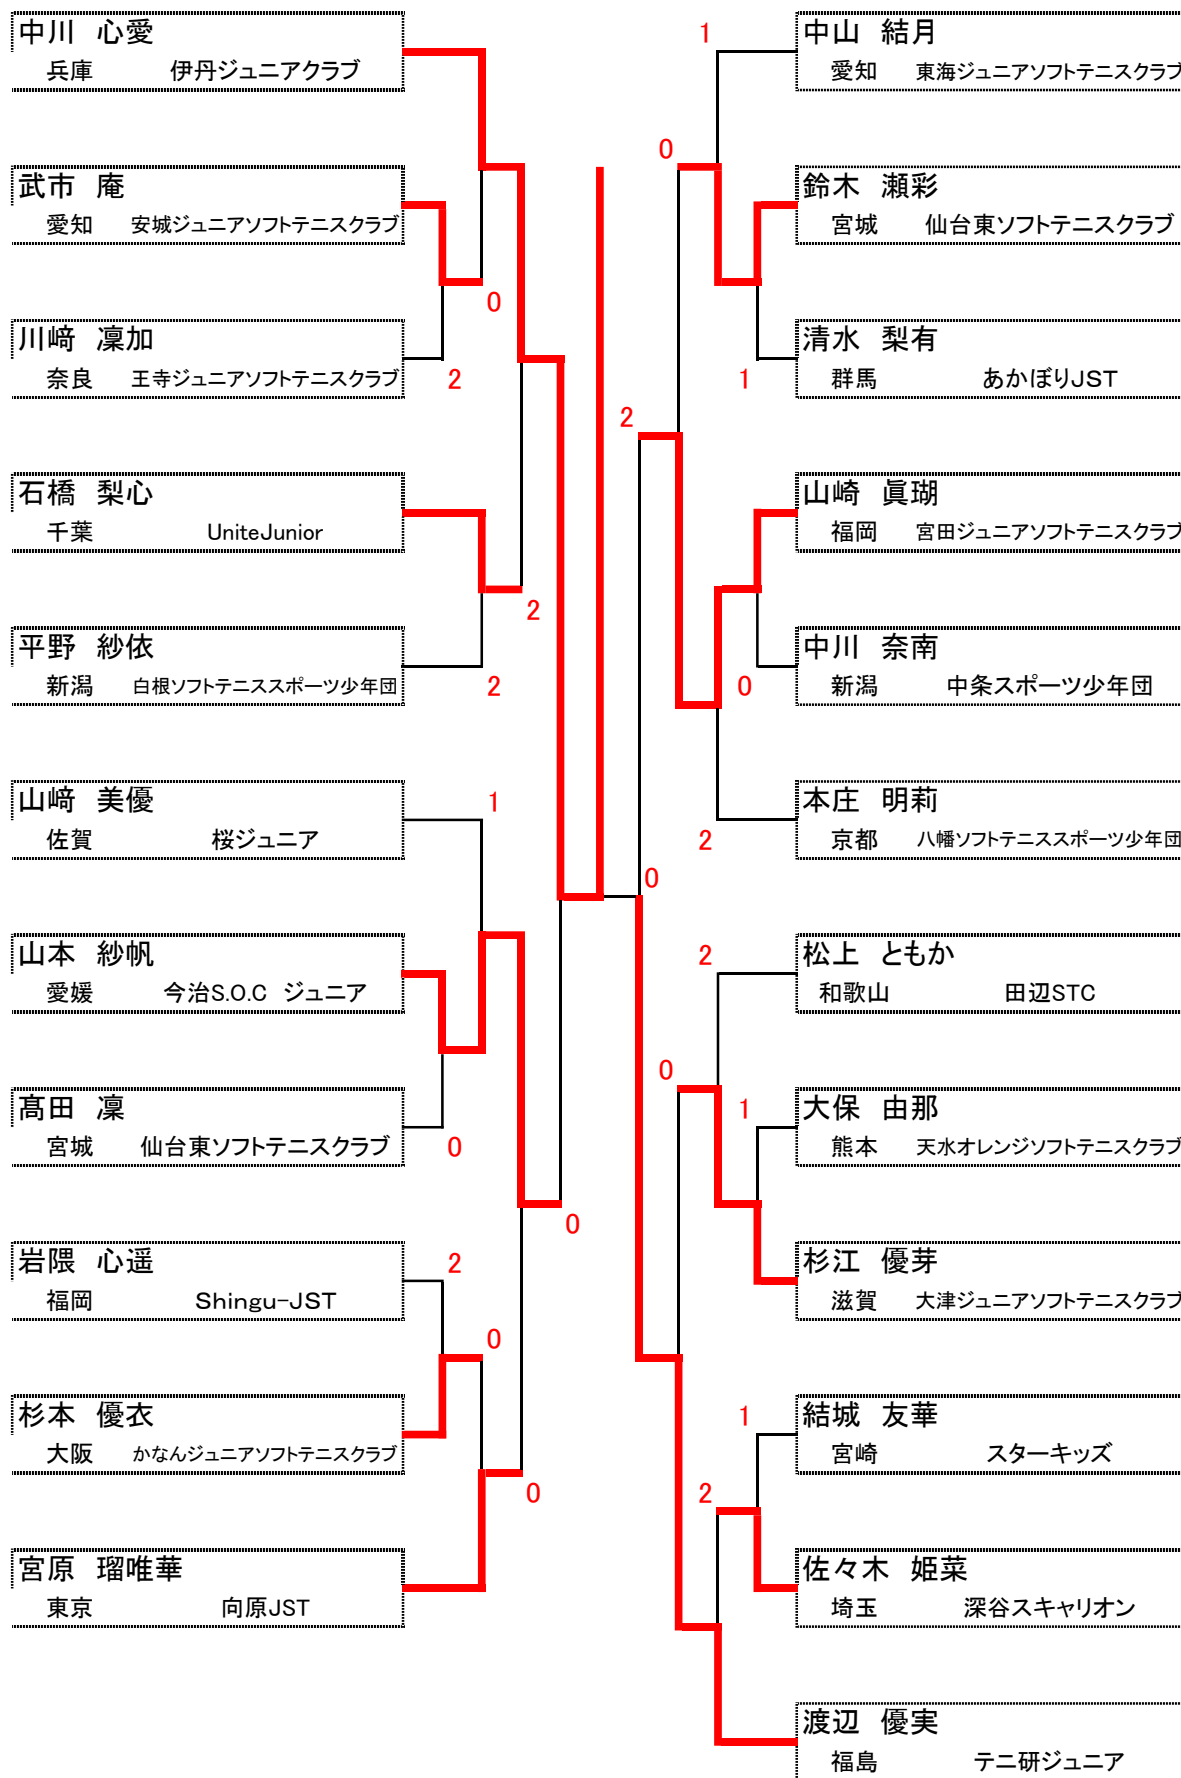 中川 心愛
兵庫 伊丹ジュニアクラブ
武市 庵
愛知 安城ジュニアソフトテニスクラブ
0
川﨑 凜加
奈良 王寺ジュニアソフトテニスクラブ
2
石橋 梨心
千葉 UniteJunior
2
平野 紗依
新潟 白根ソフトテニススポーツ少年団
2
山﨑 美優
佐賀 桜ジュニア
1
山本 紗帆
愛媛 今治S.O.C ジュニア
髙田 凜
宮城 仙台東ソフトテニスクラブ
0
0
岩隈 心遥
福岡 Shingu-JST
2
0
杉本 優衣
大阪 かなんジュニアソフトテニスクラブ
0
宮原 瑠唯華
東京 向原JST
1
中山 結月
愛知 東海ジュニアソフトテニスクラブ
0
鈴木 瀬彩
宮城 仙台東ソフトテニスクラブ
清水 梨有
群馬 あかぼりJST
1
2
山崎 眞瑚
福岡 宮田ジュニアソフトテニスクラブ
中川 奈南
新潟 中条スポーツ少年団
0
本庄 明莉
京都 八幡ソフトテニススポーツ少年団
2
0
2
松上 ともか
和歌山 田辺STC
0
1
大保 由那
熊本 天水オレンジソフトテニスクラブ
杉江 優芽
滋賀 大津ジュニアソフトテニスクラブ
1
結城 友華
宮崎 スターキッズ
2
佐々木 姫菜
埼玉 深谷スキャリオン
渡辺 優実
福島 テニ研ジュニア